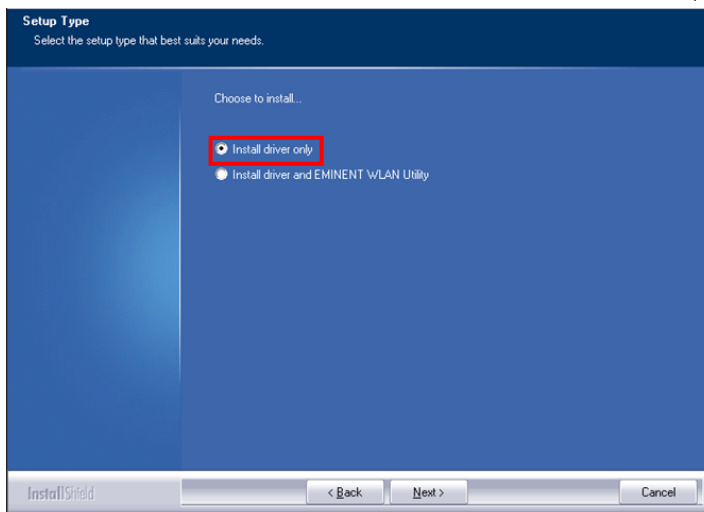 Setup Type
Select the setup type that best suits your needs.
Choose to install...
Install driver only
Install driver and EMINENT WLAN Utility
InstallShield
< Back
Next >
Cancel